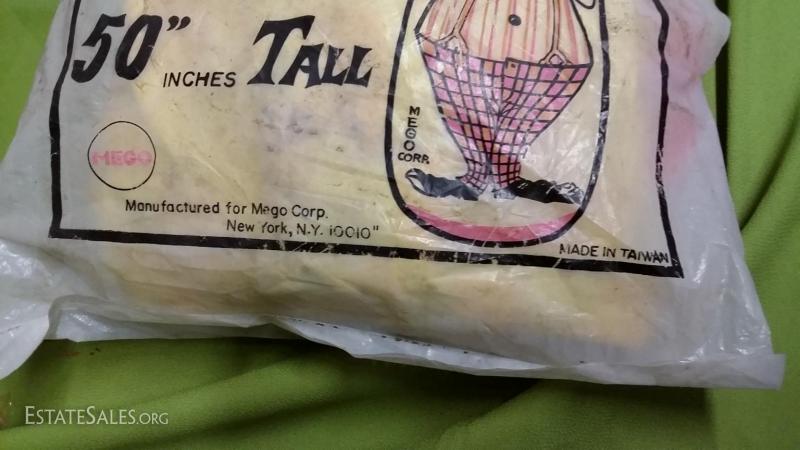 50" INCHES TALL
MEGO
MEGO CORP.
Manufactured for Mego Corp.
New York, N.Y. 10010"
MADE IN TAIWAN
ESTATESALES.ORG